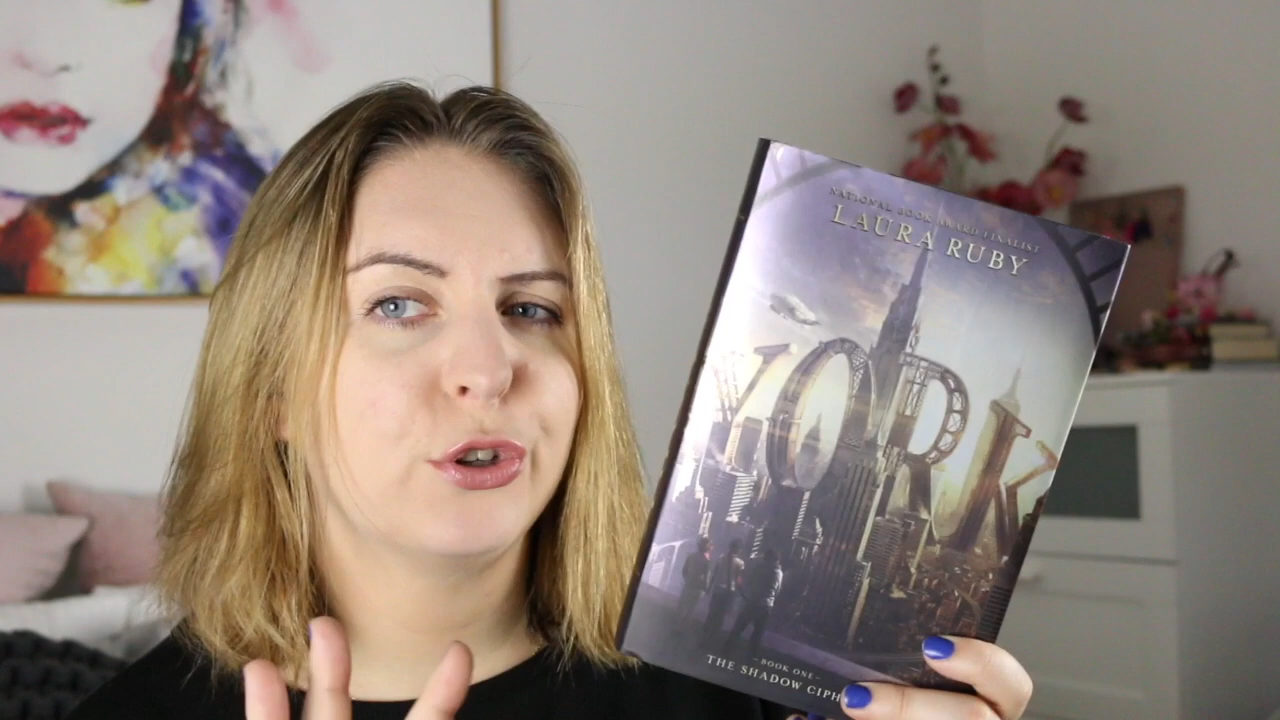 NATIONAL BOOK AWARD FINALIST
LAURA RUBY
YORK
- BOOK ONE -
THE SHADOW CIPH